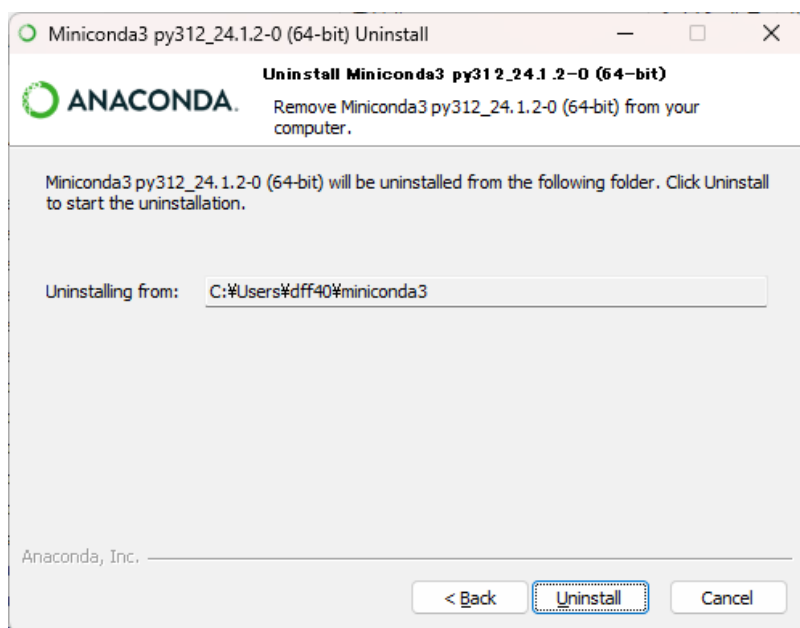 Miniconda3 py312_24.1.2-0 (64-bit) Uninstall
ANACONDA.
Uninstall Miniconda3 py312_24.1.2-0 (64-bit)
Remove Miniconda3 py312_24.1.2-0 (64-bit) from your
computer.
Miniconda3 py312_24.1.2-0 (64-bit) will be uninstalled from the following folder. Click Uninstall
to start the uninstallation.
Uninstalling from: C:¥Users¥dff40¥miniconda3
Anaconda, Inc.
< Back Uninstall Cancel